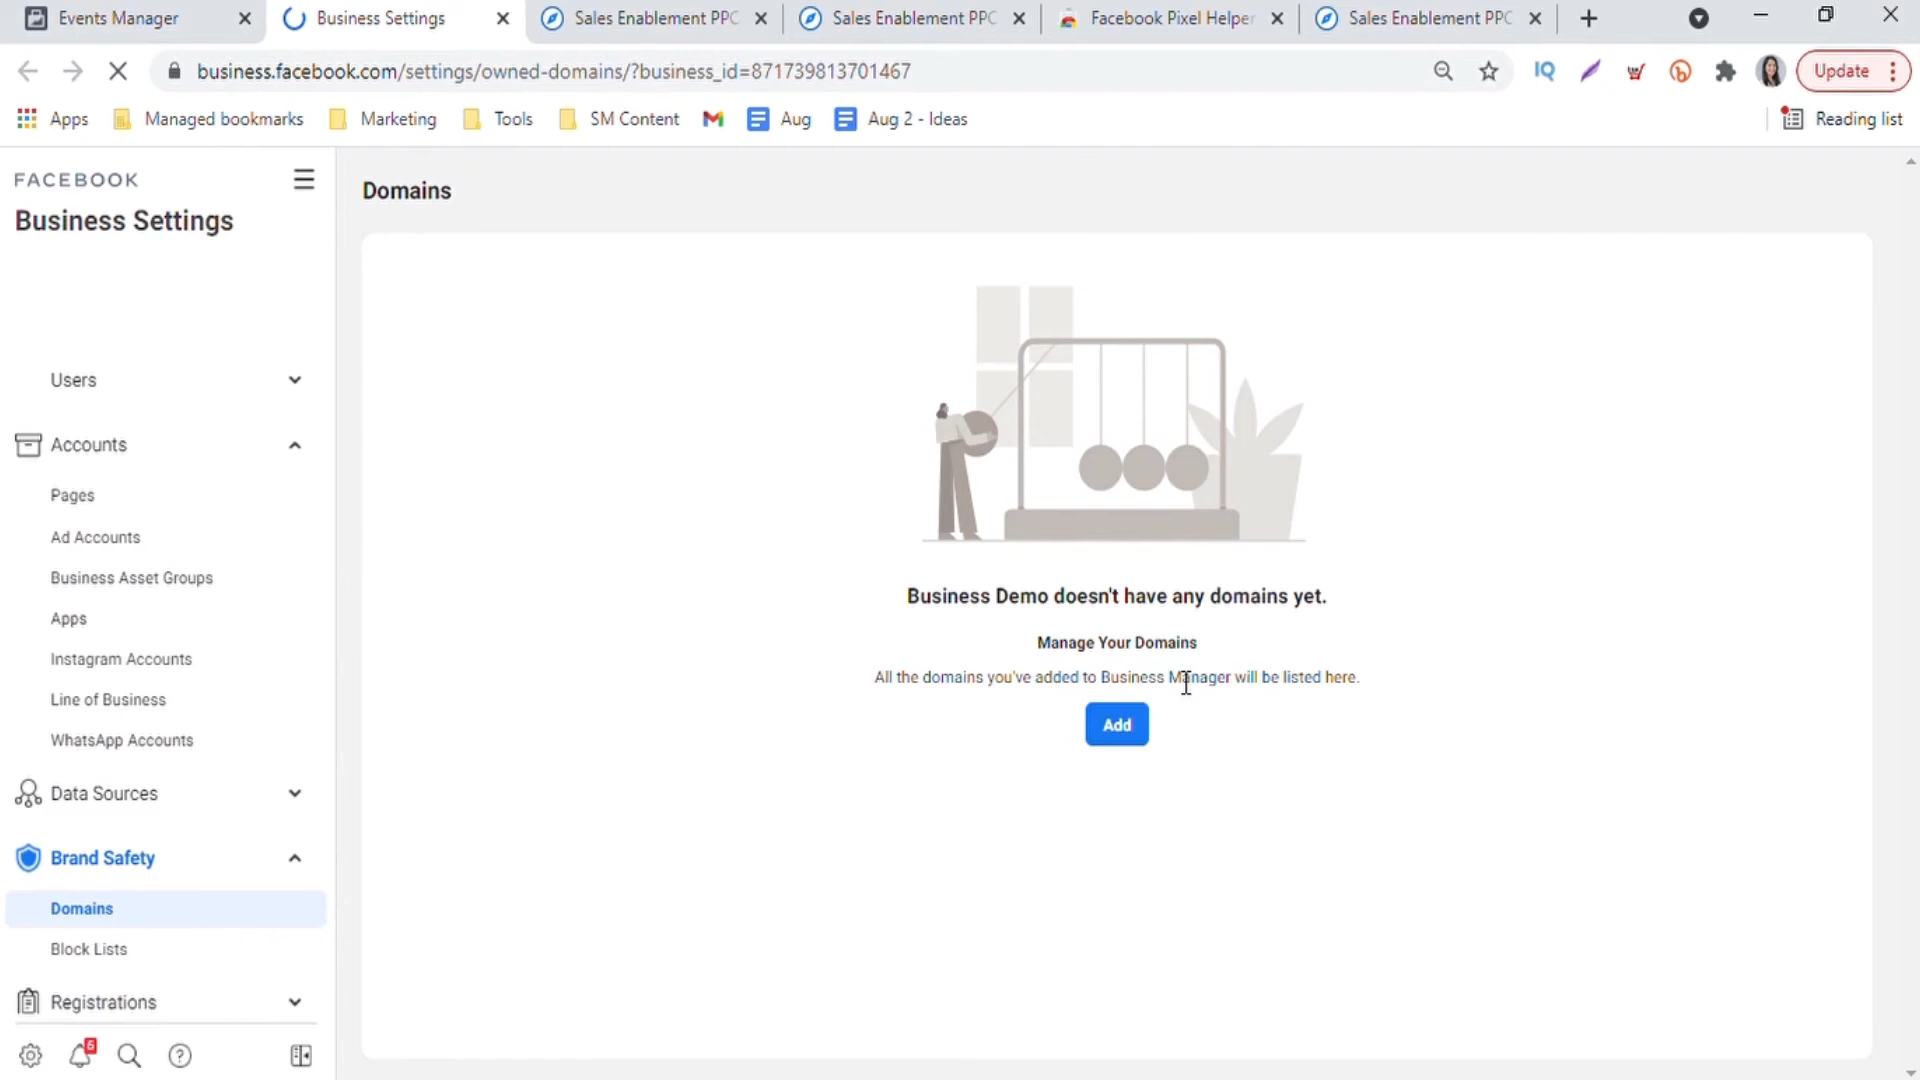 Events Manager
Business Settings
Sales Enablement PPC
Sales Enablement PPC
Facebook Pixel Helper
Sales Enablement PPC
business.facebook.com/settings/owned-domains/?business_id=871739813701467
IQ
Update
Apps
Managed bookmarks
Marketing
Tools
SM Content
Aug
Aug 2 - Ideas
Reading list
FACEBOOK
Business Settings
Users
Accounts
Pages
Ad Accounts
Business Asset Groups
Apps
Instagram Accounts
Line of Business
WhatsApp Accounts
Data Sources
Brand Safety
Domains
Block Lists
Registrations
5
Domains
Business Demo doesn't have any domains yet.
Manage Your Domains
All the domains you've added to Business Manager will be listed here.
Add